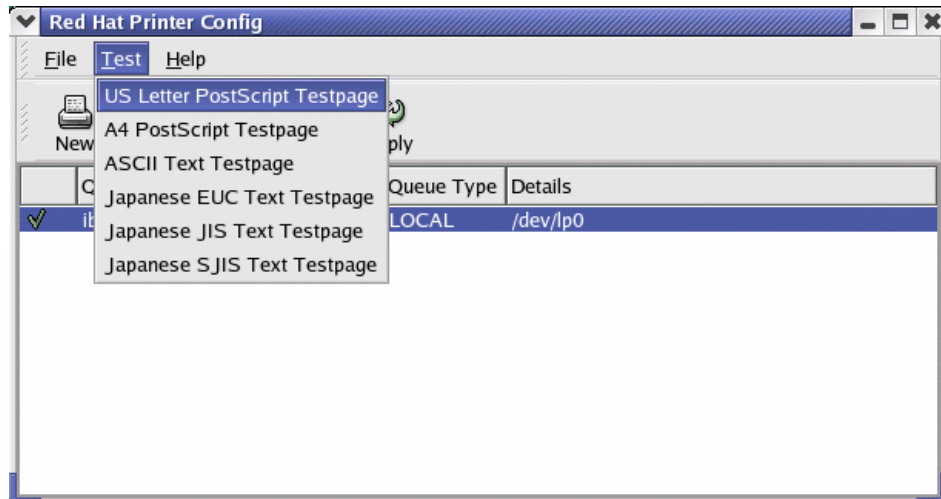 Red Hat Printer Config
File Test Help
US Letter PostScript Testpage
A4 PostScript Testpage
New
ASCII Text Testpage
Queue Type Details
Japanese EUC Text Testpage
LOCAL /dev/lp0
Japanese JIS Text Testpage
Japanese SJIS Text Testpage